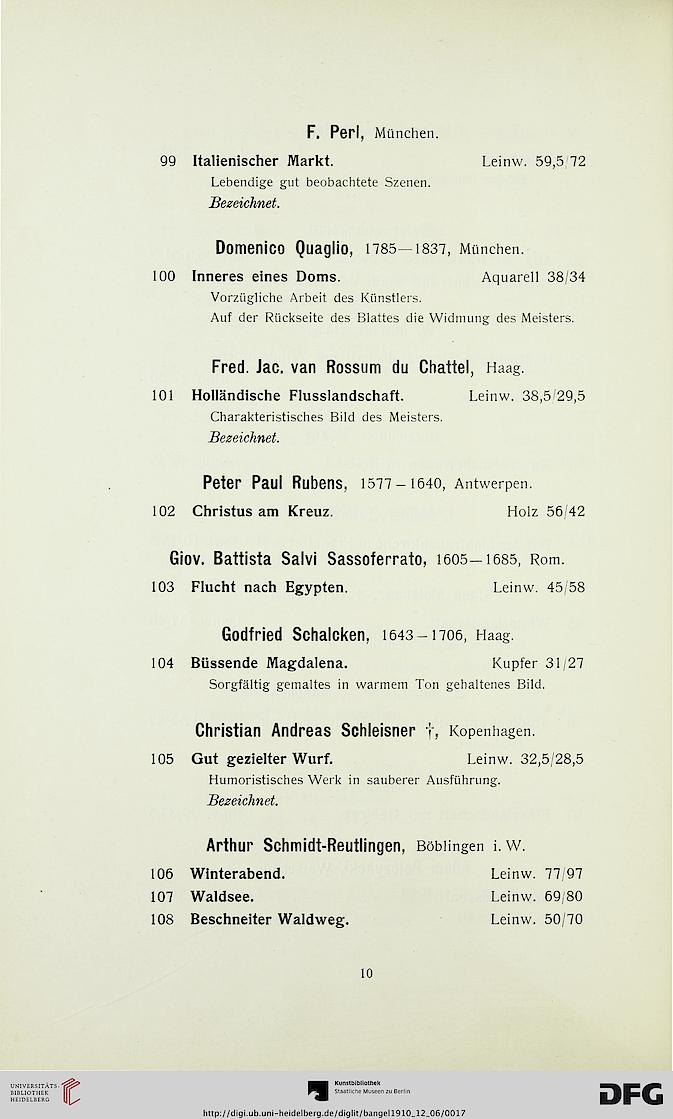 F. Perl, München.
99 Italienischer Markt. Leinw. 59,5/72
Lebendige gut beobachtete Szenen.
Bezeichnet.
Domenico Quaglio, 1785—1837, München.
100 Inneres eines Doms. Aquarell 38/34
Vorzügliche Arbeit des Künstlers.
Auf der Rückseite des Blattes die Widmung des Meisters.
Fred. Jac. van Rossum du Chattel, Haag.
101 Holländische Flusslandschaft. Leinw. 38,5/29,5
Charakteristisches Bild des Meisters.
Bezeichnet.
Peter Paul Rubens, 1577–1640, Antwerpen.
102 Christus am Kreuz. Holz 56/42
Giov. Battista Salvi Sassoferrato, 1605—1685, Rom.
103 Flucht nach Egypten. Leinw. 45/58
Godfried Schalcken, 1643–1706, Haag.
104 Büssende Magdalena. Kupfer 31/27
Sorgfältig gemaltes in warmem Ton gehaltenes Bild.
Christian Andreas Schleisner †, Kopenhagen.
105 Gut gezielter Wurf. Leinw. 32,5/28,5
Humoristisches Werk in sauberer Ausführung.
Bezeichnet.
Arthur Schmidt-Reutlingen, Böblingen i. W.
106 Winterabend. Leinw. 77/97
107 Waldsee. Leinw. 69/80
108 Beschneiter Waldweg. Leinw. 50/70
10
UNIVERSITÄTS-
BIBLIOTHEK
HEIDELBERG
Kunstbibliothek
Staatliche Museen zu Berlin
DFG
http://digi.ub.uni-heidelberg.de/diglit/bangel1910_12_06/0017